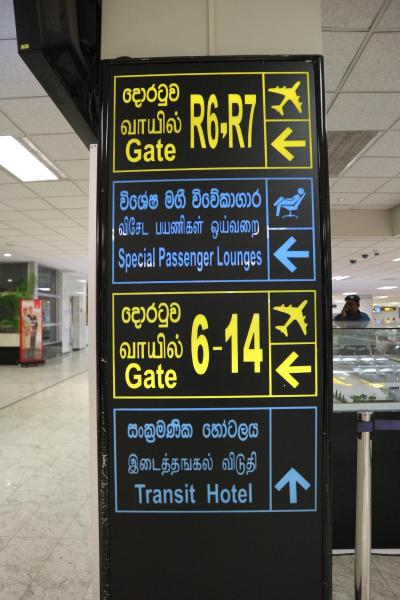 දොරටුව
வாயில்
Gate
R6,R7
විශේෂ මගී විවේකාගාර
விசேட பயணிகள் ஓய்வறை
Special Passenger Lounges
දොරටුව
வாயில்
Gate
6-14
සංක්‍රමණික හෝටලය
இடைத்தங்கல் விடுதி
Transit Hotel